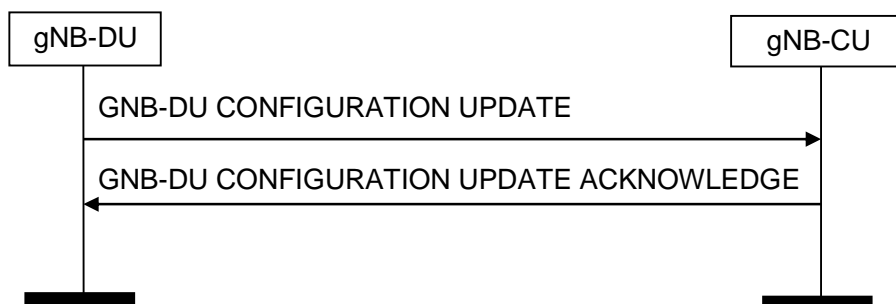 gNB-DU
gNB-CU
GNB-DU CONFIGURATION UPDATE
GNB-DU CONFIGURATION UPDATE ACKNOWLEDGE